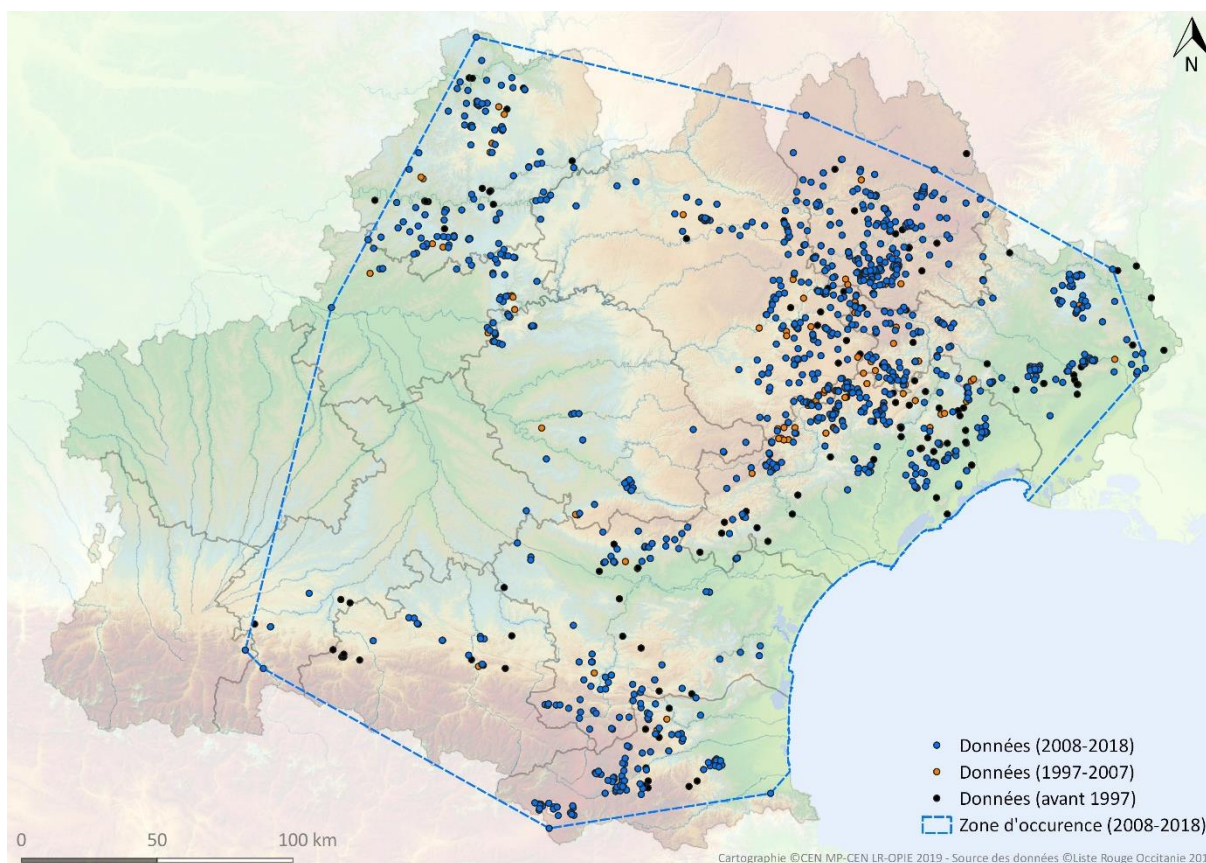 N
Données (2008-2018)
Données (1997-2007)
Données (avant 1997)
Zone d'occurence (2008-2018)
0 50 100 km
Cartographie ©CEN MP-CEN LR-OPIE 2019 - Source des données ©Liste Rouge Occitanie 201